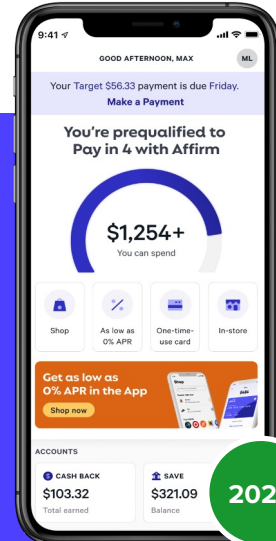 9:41
GOOD AFTERNOON, MAX
ML
Your Target $56.33 payment is due Friday.
Make a Payment
You're prequalified to
Pay in 4 with Affirm
$1,254+
You can spend
Shop
As low as
0% APR
One-time-
use card
In-store
Get as low as
0% APR in the App
Shop now
Shop
ACCOUNTS
$ CASH BACK
$103.32
Total earned
SAVE
$321.09
Balance
202